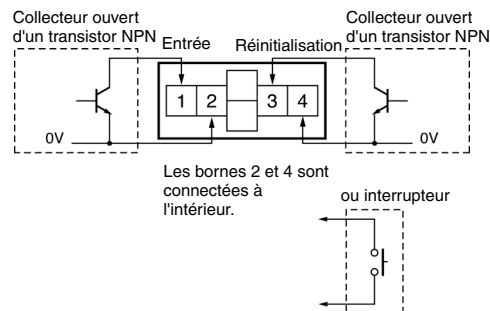 Collecteur ouvert
d'un transistor NPN
Entrée
Réinitialisation
Collecteur ouvert
d'un transistor NPN
1 2 3 4
0V
0V
Les bornes 2 et 4 sont
connectées à
l'intérieur.
ou interrupteur